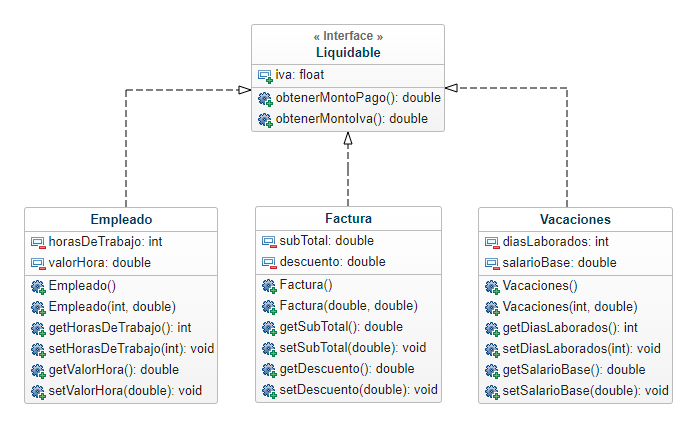 « Interface »
Liquidable
iva: float
obtenerMontoPago(): double
obtenerMontoIva(): double
Empleado
horasDeTrabajo: int
valorHora: double
Empleado()
Empleado(int, double)
getHorasDeTrabajo(): int
setHorasDeTrabajo(int): void
getValorHora(): double
setValorHora(double): void
Factura
subTotal: double
descuento: double
Factura()
Factura(double, double)
getSubTotal(): double
setSubTotal(double): void
getDescuento(): double
setDescuento(double): void
Vacaciones
diasLaborados: int
salarioBase: double
Vacaciones()
Vacaciones(int, double)
getDiasLaborados(): int
setDiasLaborados(int): void
getSalarioBase(): double
setSalarioBase(double): void